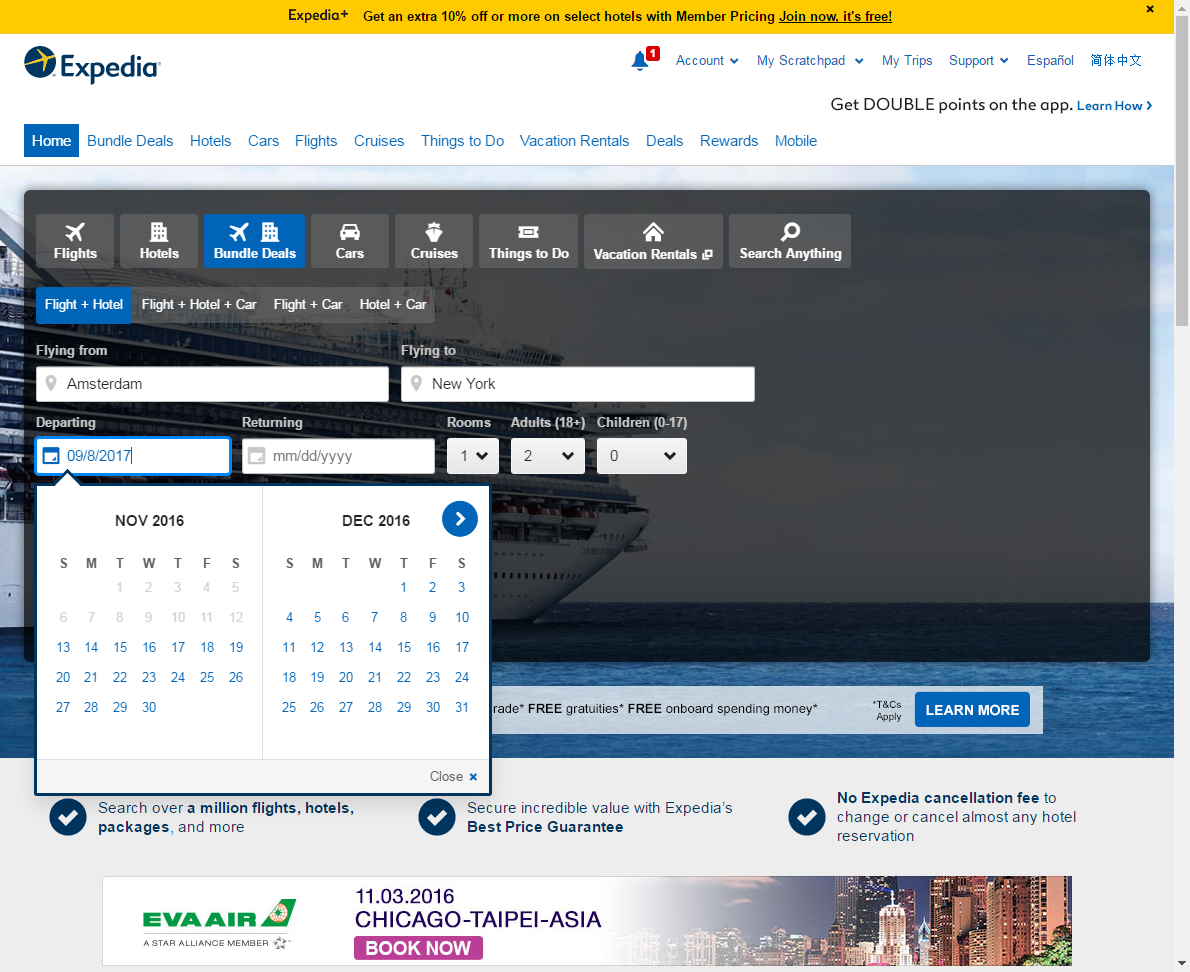 Expedia+ Get an extra 10% off or more on select hotels with Member Pricing Join now, it's free! ×
Expedia
1 Account My Scratchpad My Trips Support Español 简体中文
Get DOUBLE points on the app. Learn How
Home Bundle Deals Hotels Cars Flights Cruises Things to Do Vacation Rentals Deals Rewards Mobile
Flights Hotels Bundle Deals Cars Cruises Things to Do Vacation Rentals Search Anything
Flight + Hotel Flight + Hotel + Car Flight + Car Hotel + Car
Flying from Flying to
Amsterdam New York
Departing Returning Rooms Adults (18+) Children (0-17)
09/8/2017 mm/dd/yyyy 1 2 0
NOV 2016 DEC 2016
S M T W T F S S M T W T F S
1 2 3 4 5 1 2 3
6 7 8 9 10 11 12 4 5 6 7 8 9 10
13 14 15 16 17 18 19 11 12 13 14 15 16 17
20 21 22 23 24 25 26 18 19 20 21 22 23 24
27 28 29 30 25 26 27 28 29 30 31
Close ×
rade* FREE gratuities* FREE onboard spending money* *T&Cs Apply LEARN MORE
Search over a million flights, hotels,
packages, and more
Secure incredible value with Expedia's
Best Price Guarantee
No Expedia cancellation fee to
change or cancel almost any hotel
reservation
EVA AIR
A STAR ALLIANCE MEMBER
11.03.2016
CHICAGO-TAIPEI-ASIA
BOOK NOW